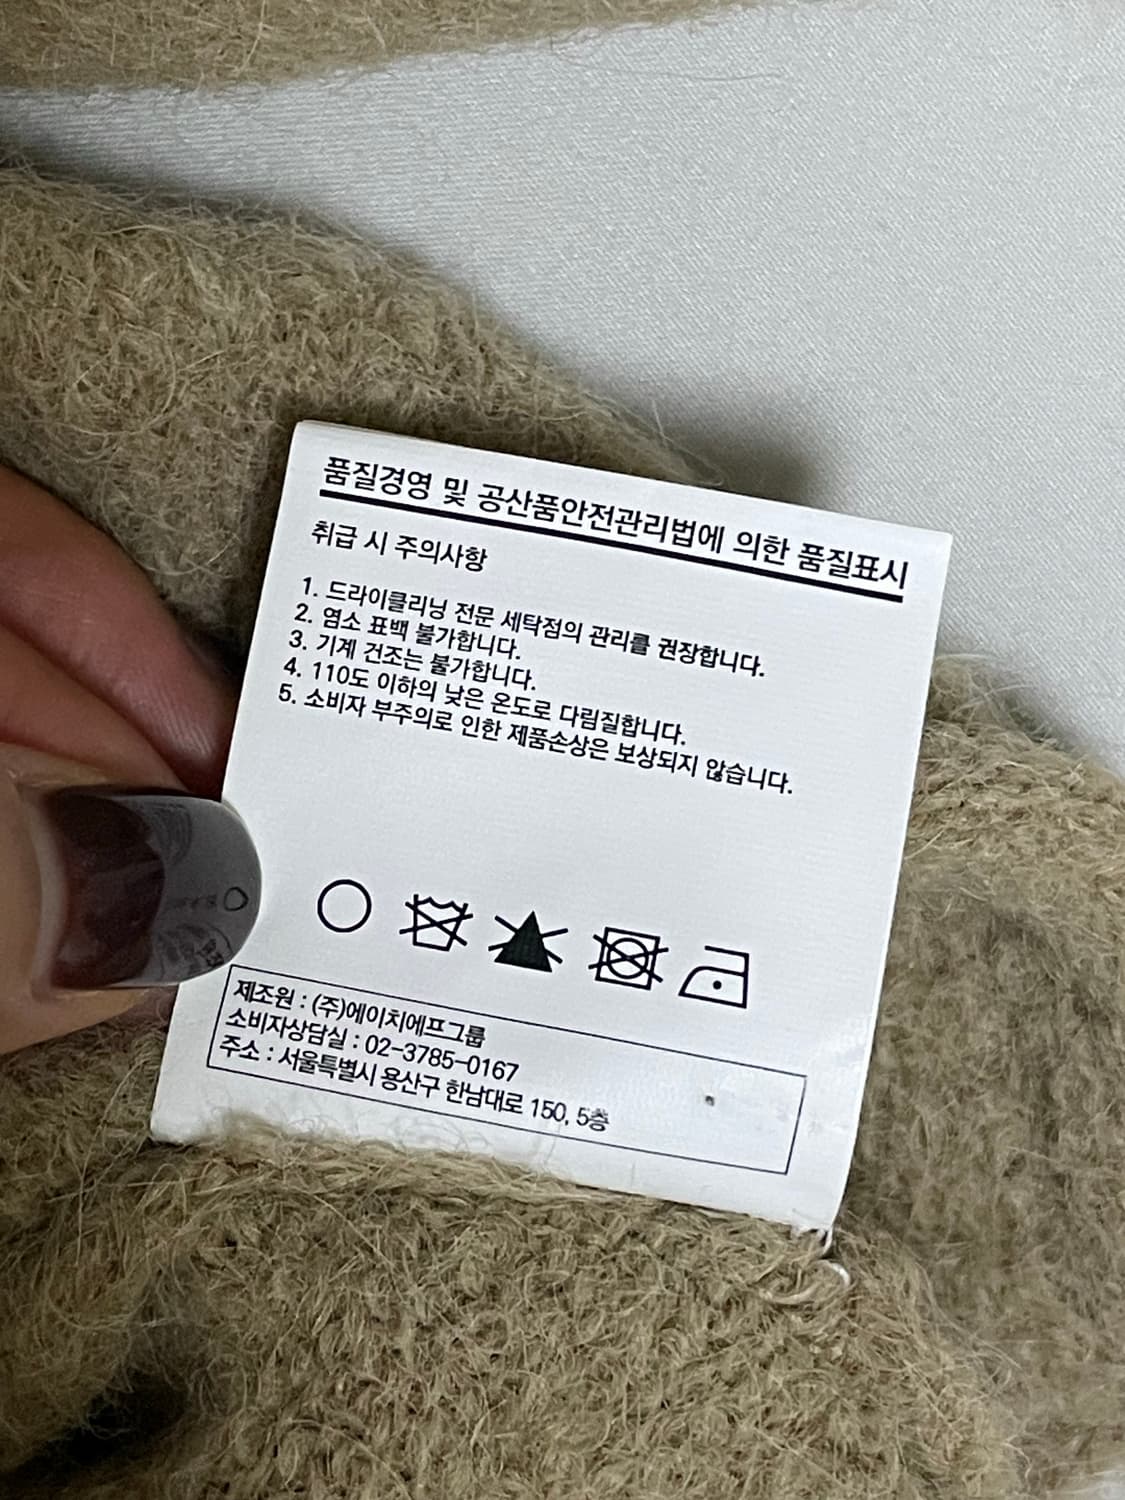 품질경영 및 공산품안전관리법에 의한 품질표시
취급 시 주의사항
1. 드라이클리닝 전문 세탁점의 관리를 권장합니다.
2. 염소 표백 불가합니다.
3. 기계 건조는 불가합니다.
4. 110도 이하의 낮은 온도로 다림질합니다.
5. 소비자 부주의로 인한 제품손상은 보상되지 않습니다.
제조원 : (주)에이치에프그룹
소비자상담실 : 02-3785-0167
주소 : 서울특별시 용산구 한남대로 150, 5층